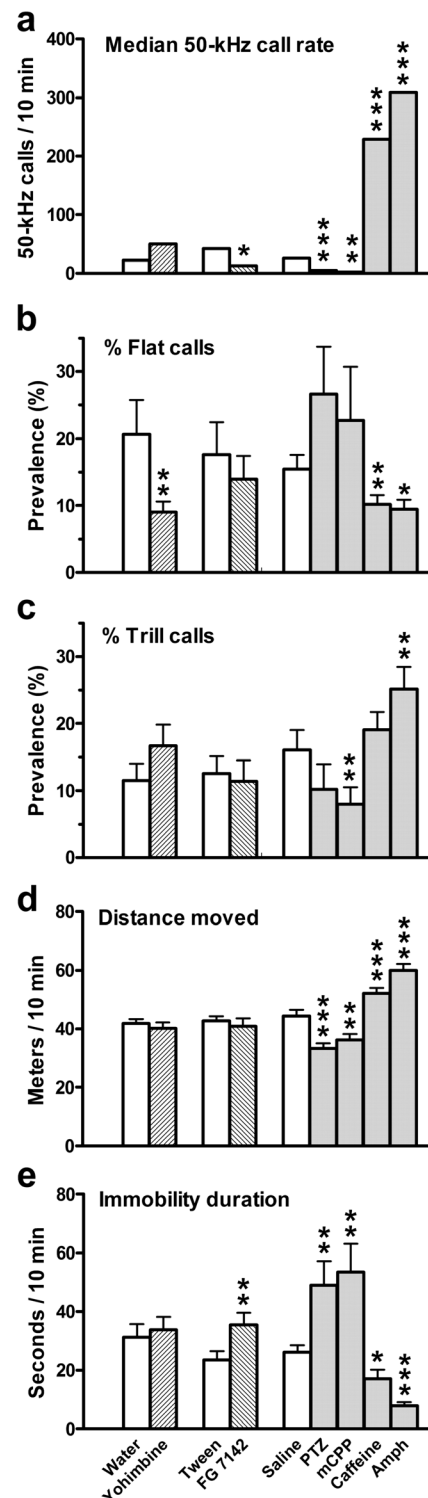 a
Median 50-kHz call rate
50-kHz calls / 10 min
400
300
200
100
0
*
***
**
***
***
b
% Flat calls
Prevalence (%)
30
20
10
0
**
**
*
c
% Trill calls
Prevalence (%)
30
20
10
0
**
**
d
Distance moved
Meters / 10 min
80
60
40
20
0
***
**
***
***
e
Immobility duration
Seconds / 10 min
80
60
40
20
0
**
**
**
*
***
Water
Yohimbine
Tween
FG 7142
Saline
PTZ
mCPP
Caffeine
Amph